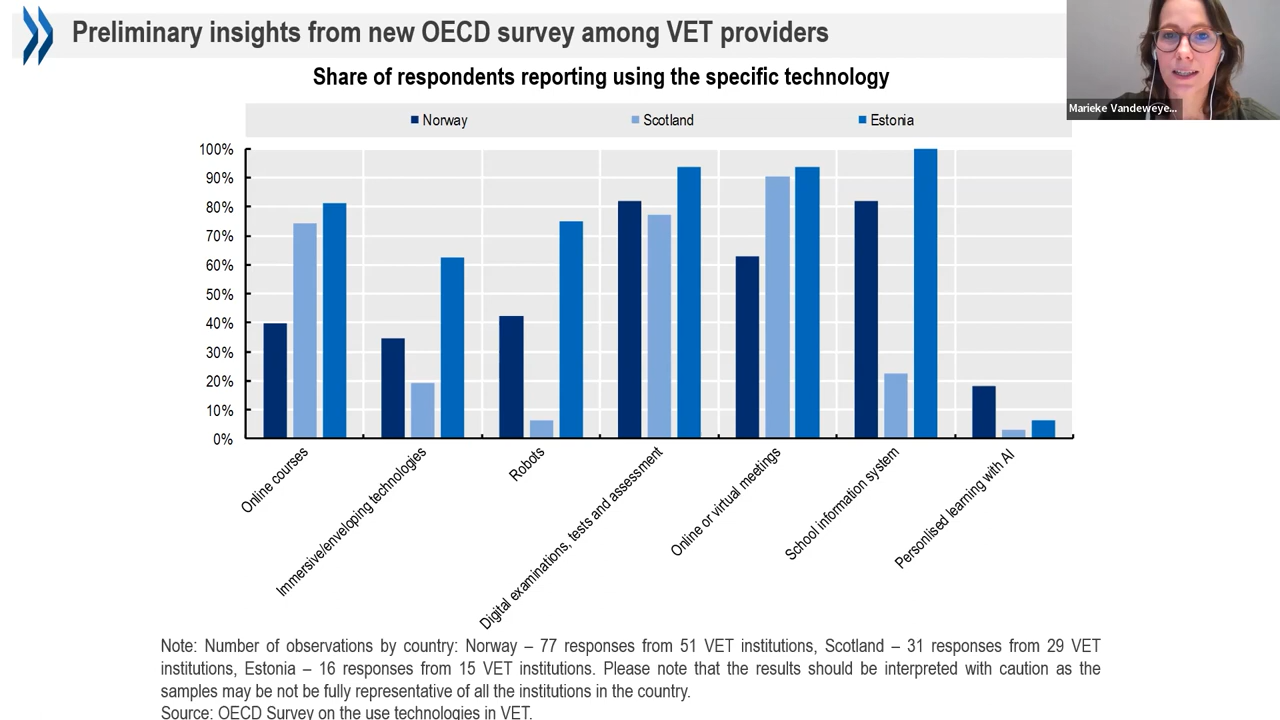 Preliminary insights from new OECD survey among VET providers
Share of respondents reporting using the specific technology
Marieke Vandeweye...
Norway
Scotland
Estonia
100%
90%
80%
70%
60%
50%
40%
30%
20%
10%
0%
Online courses
Immersive/enveloping technologies
Robots
Digital examinations, tests and assessment
Online or virtual meetings
School information system
Personlised learning with AI
Note: Number of observations by country: Norway – 77 responses from 51 VET institutions, Scotland – 31 responses from 29 VET
institutions, Estonia – 16 responses from 15 VET institutions. Please note that the results should be interpreted with caution as the
samples may be not be fully representative of all the institutions in the country.
Source: OECD Survey on the use technologies in VET.